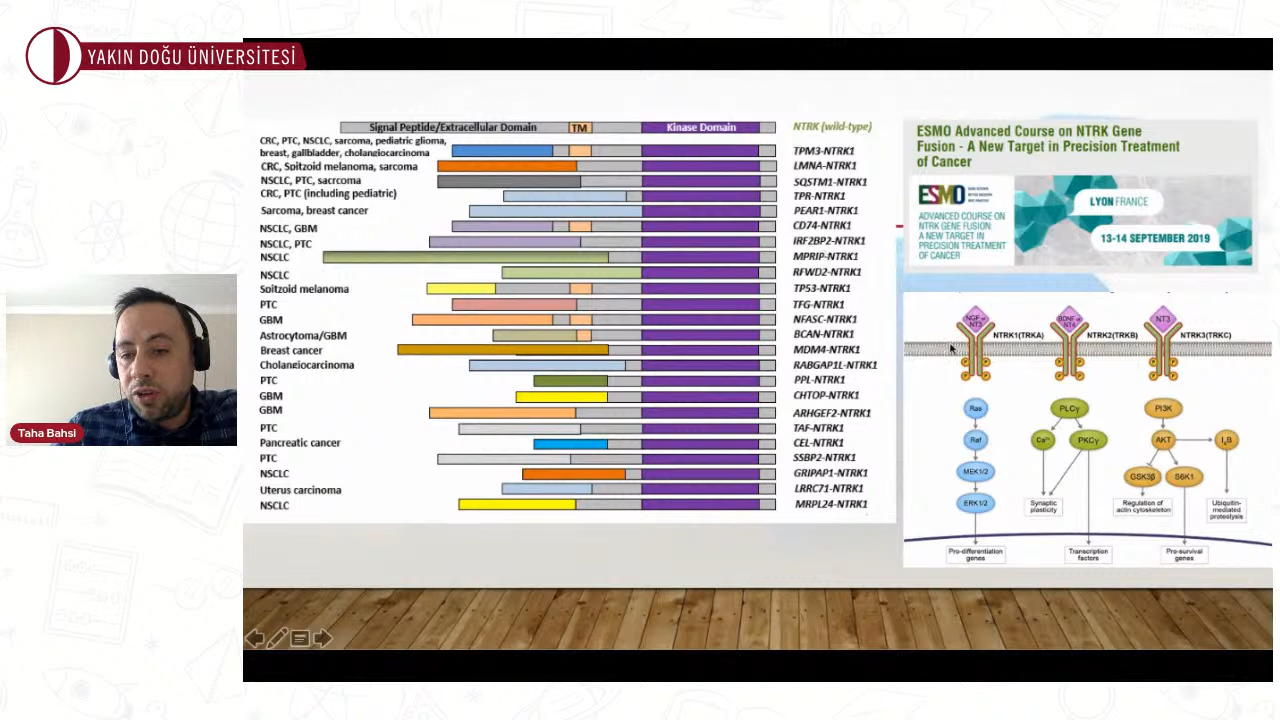 YAKIN DOĞU ÜNİVERSİTESİ
Signal Peptide/Extracellular Domain TM Kinase Domain NTRK (wild-type)
CRC, PTC, NSCLC, sarcoma, pediatric glioma,
breast, gallbladder, cholangiocarcinoma TPM3-NTRK1
CRC, Spitzoid melanoma, sarcoma LMNA-NTRK1
NSCLC, PTC, sacrcoma SQSTM1-NTRK1
CRC, PTC (including pediatric) TPR-NTRK1
Sarcoma, breast cancer PEAR1-NTRK1
NSCLC, GBM CD74-NTRK1
NSCLC, PTC IRF2BP2-NTRK1
NSCLC MPRIP-NTRK1
NSCLC RFWD2-NTRK1
Spitzoid melanoma TP53-NTRK1
PTC TFG-NTRK1
GBM NFASC-NTRK1
Astrocytoma/GBM BCAN-NTRK1
Breast cancer MDM4-NTRK1
Cholangiocarcinoma RABGAP1L-NTRK1
PTC PPL-NTRK1
GBM CHTOP-NTRK1
GBM ARHGEF2-NTRK1
PTC TAF-NTRK1
Pancreatic cancer CEL-NTRK1
PTC SSBP2-NTRK1
NSCLC GRIPAP1-NTRK1
Uterus carcinoma LRRC71-NTRK1
NSCLC MRPL24-NTRK1
ESMO Advanced Course on NTRK Gene
Fusion - A New Target in Precision Treatment
of Cancer
ESMO
ADVANCED COURSE ON
NTRK GENE FUSION
A NEW TARGET IN
PRECISION TREATMENT
OF CANCER
LYON FRANCE
13-14 SEPTEMBER 2019
NGF or
NT3
BDNF or
NT4
NT3
NTRK1(TRKA) NTRK2(TRKB) NTRK3(TRKC)
P P P P P P
P P P P P P
Ras PLCγ PI3K
Raf Ca²⁺ PKCγ AKT IκB
MEK1/2 GSK3β S6K1
ERK1/2
Synaptic
plasticity
Regulation of
actin cytoskeleton
Ubiquitin-
mediated
proteolysis
Pro-differentiation
genes
Transcription
factors
Pro-survival
genes
Taha Bahsi